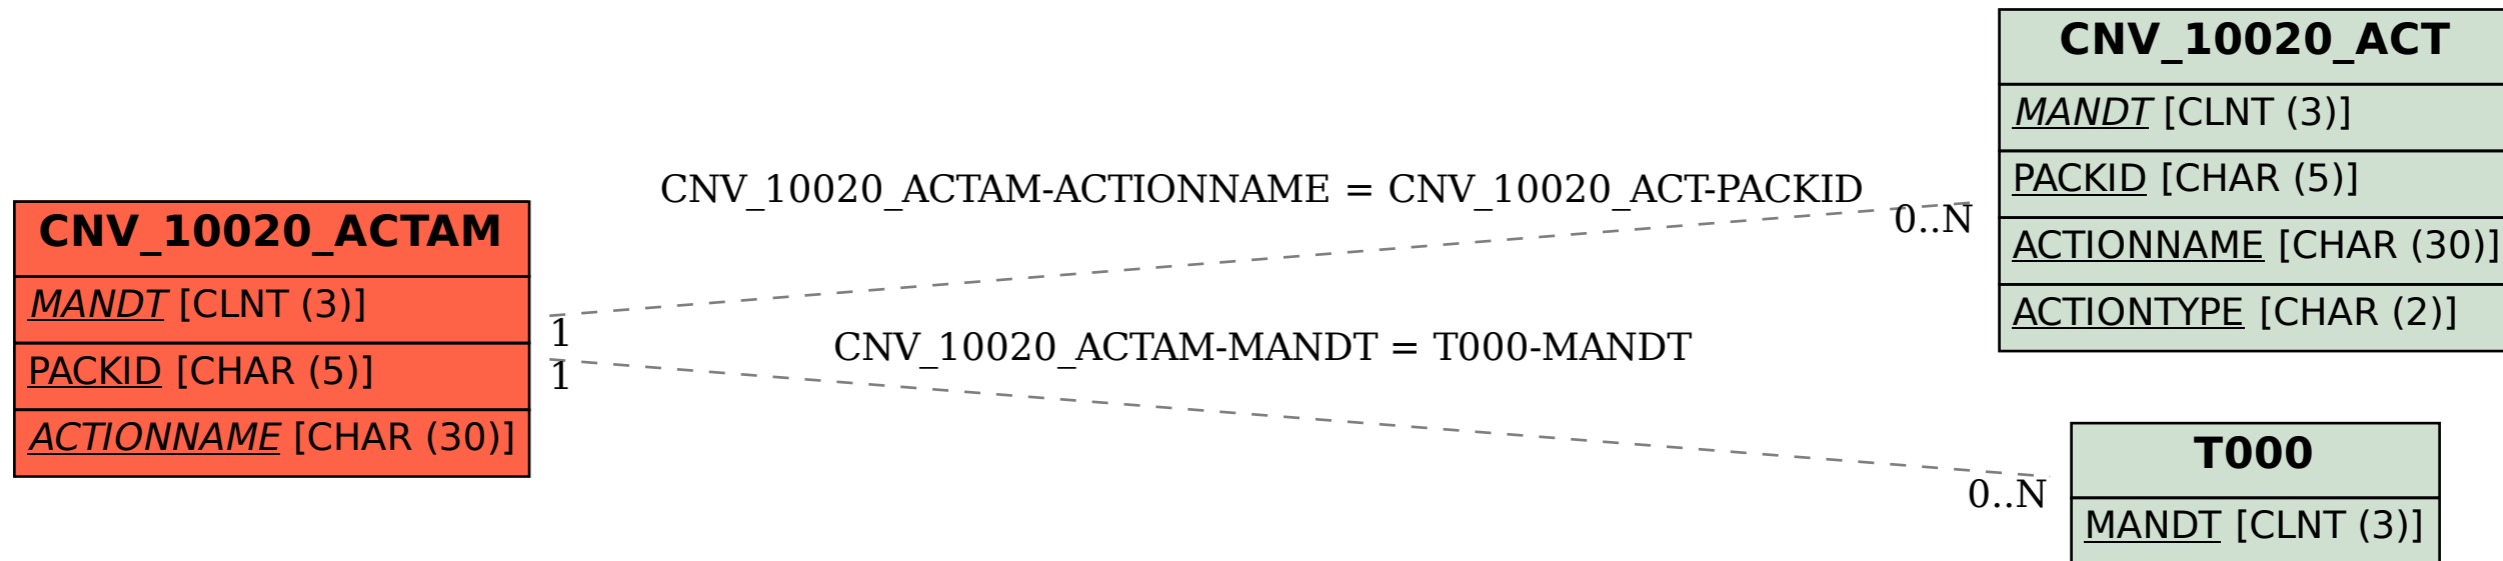 CNV_10020_ACTAM
MANDT [CLNT (3)]
PACKID [CHAR (5)]
ACTIONNAME [CHAR (30)]
CNV_10020_ACTAM-ACTIONNAME = CNV_10020_ACT-PACKID
1
0..N
CNV_10020_ACTAM-MANDT = T000-MANDT
1
0..N
CNV_10020_ACT
MANDT [CLNT (3)]
PACKID [CHAR (5)]
ACTIONNAME [CHAR (30)]
ACTIONTYPE [CHAR (2)]
T000
MANDT [CLNT (3)]